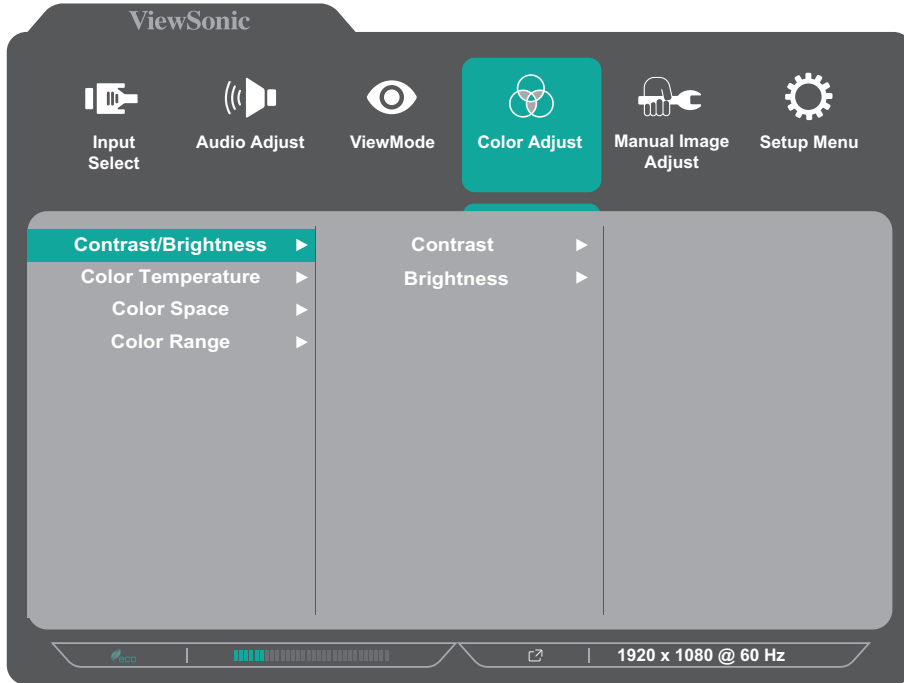 ViewSonic
Input
Select
Audio Adjust
ViewMode
Color Adjust
Manual Image
Adjust
Setup Menu
Contrast/Brightness
Contrast
Color Temperature
Brightness
Color Space
Color Range
eco
1920 x 1080 @ 60 Hz